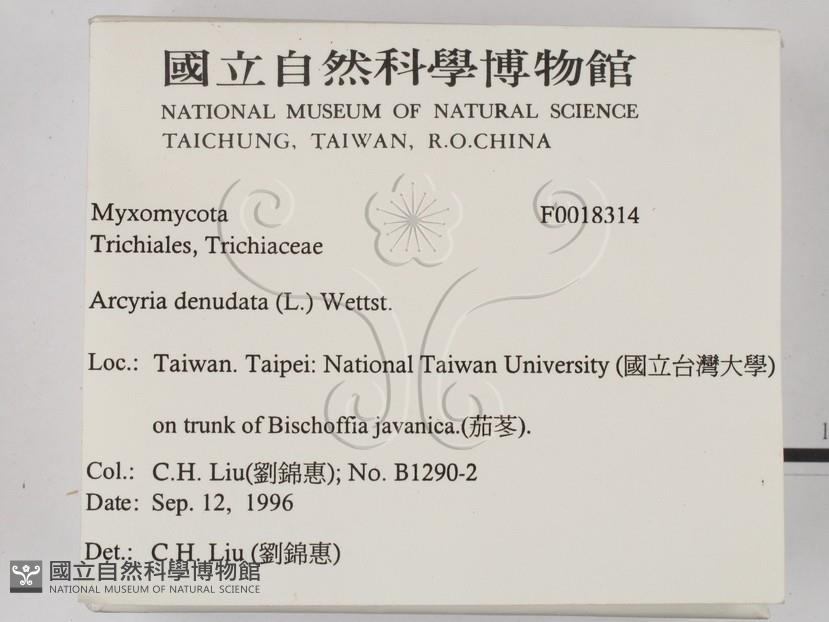 國立自然科學博物館
NATIONAL MUSEUM OF NATURAL SCIENCE
TAICHUNG, TAIWAN, R.O.CHINA
Myxomycota F0018314
Trichiales, Trichiaceae
Arcyria denudata (L.) Wettst.
Loc.: Taiwan. Taipei: National Taiwan University (國立台灣大學)
on trunk of Bischoffia javanica.(茄苳).
Col.: C.H. Liu(劉錦惠); No. B1290-2
Date: Sep. 12, 1996
Det.: C.H. Liu (劉錦惠)
國立自然科學博物館
NATIONAL MUSEUM OF NATURAL SCIENCE